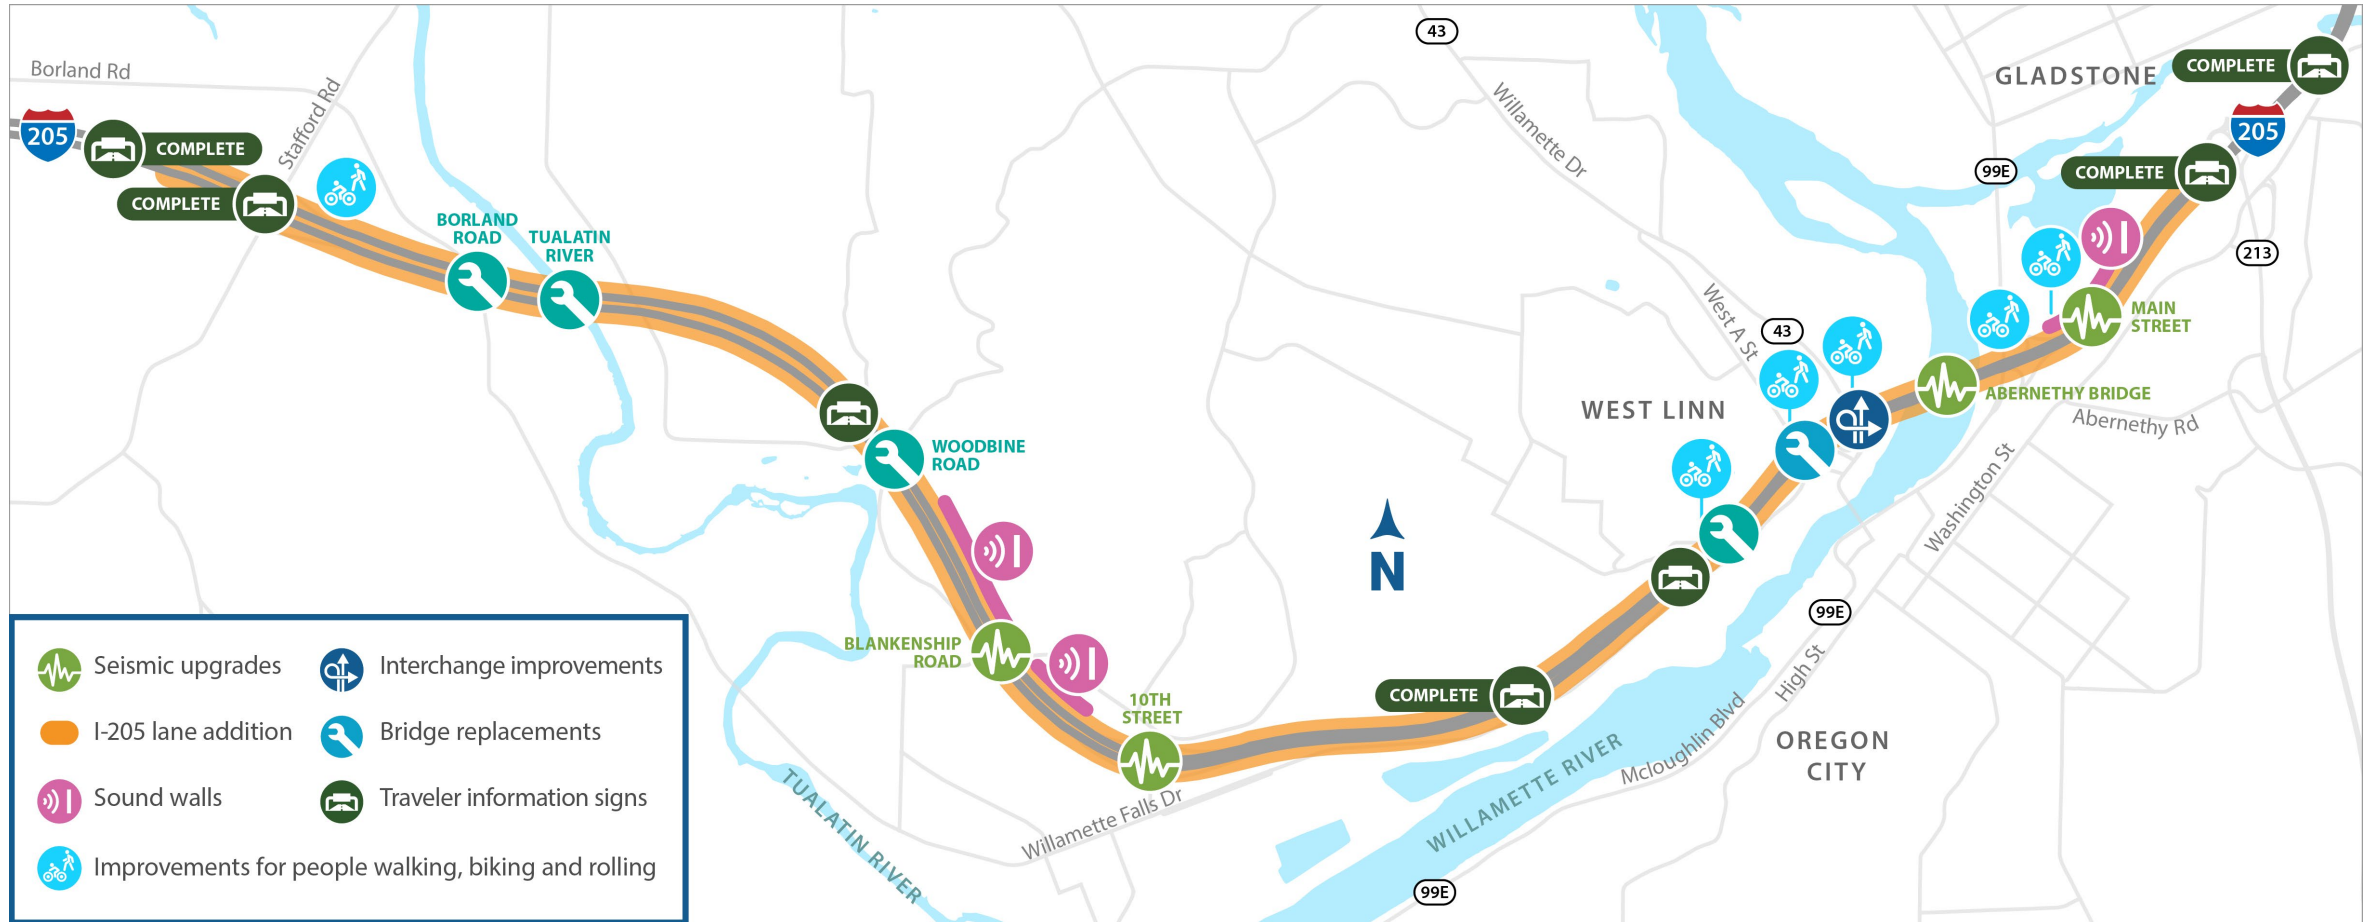 43
Borland Rd
GLADSTONE
COMPLETE
205
COMPLETE
Stafford Rd
Willamette Dr
205
COMPLETE
99E
COMPLETE
BORLAND
ROAD
TUALATIN
RIVER
213
West A St
43
MAIN
STREET
WEST LINN
ABERNETHY BRIDGE
Abernethy Rd
WOODBINE
ROAD
Washington St
N
99E
BLANKENSHIP
ROAD
High St
10TH
STREET
COMPLETE
Mcloughlin Blvd
OREGON
CITY
WILLAMETTE RIVER
TUALATIN RIVER
Willamette Falls Dr
99E
Seismic upgrades
Interchange improvements
I-205 lane addition
Bridge replacements
Sound walls
Traveler information signs
Improvements for people walking, biking and rolling